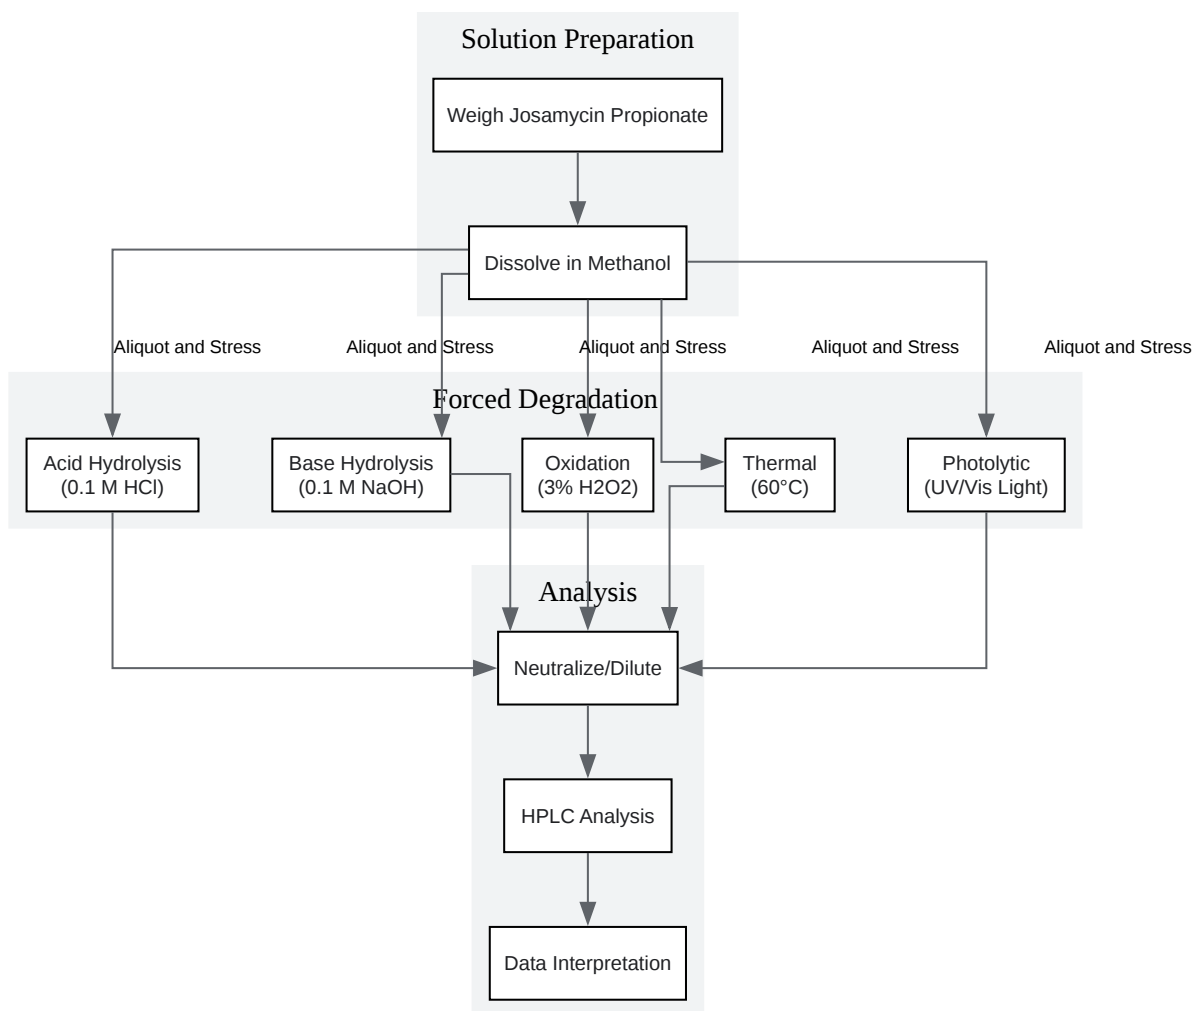 Solution Preparation
Weigh Josamycin Propionate
Dissolve in Methanol
Aliquot and Stress
Aliquot and Stress
Aliquot and Stress
Aliquot and Stress
Aliquot and Stress
Forced Degradation
Acid Hydrolysis
(0.1 M HCl)
Base Hydrolysis
(0.1 M NaOH)
Oxidation
(3% H2O2)
Thermal
(60°C)
Photolytic
(UV/Vis Light)
Analysis
Neutralize/Dilute
HPLC Analysis
Data Interpretation